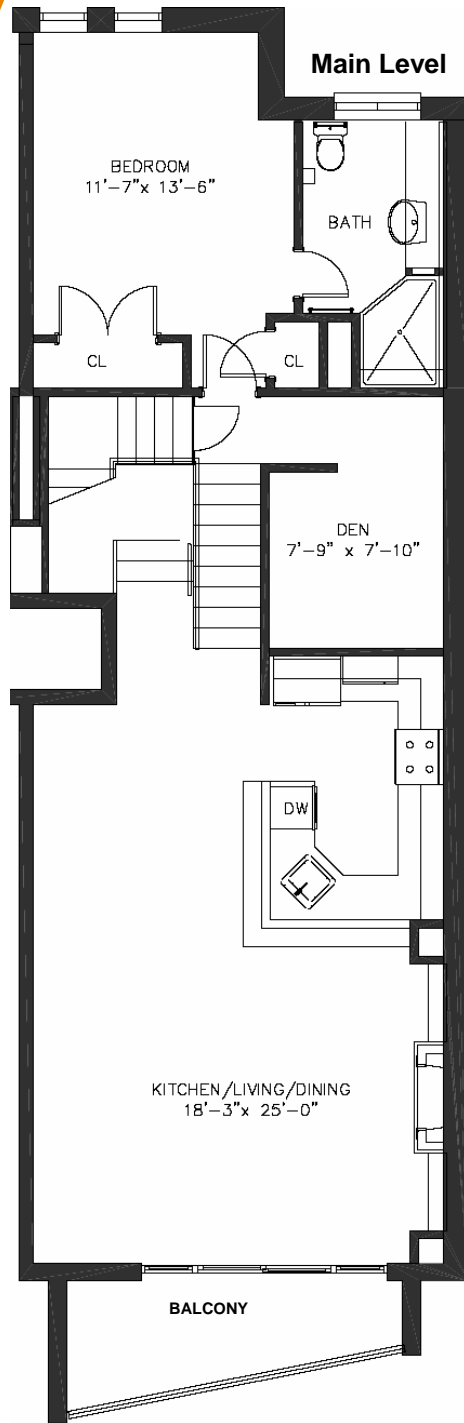 Main Level
BEDROOM
11'-7"x 13'-6"
BATH
CL
CL
DEN
7'-9" x 7'-10"
DW
KITCHEN/LIVING/DINING
18'-3"x 25'-0"
BALCONY